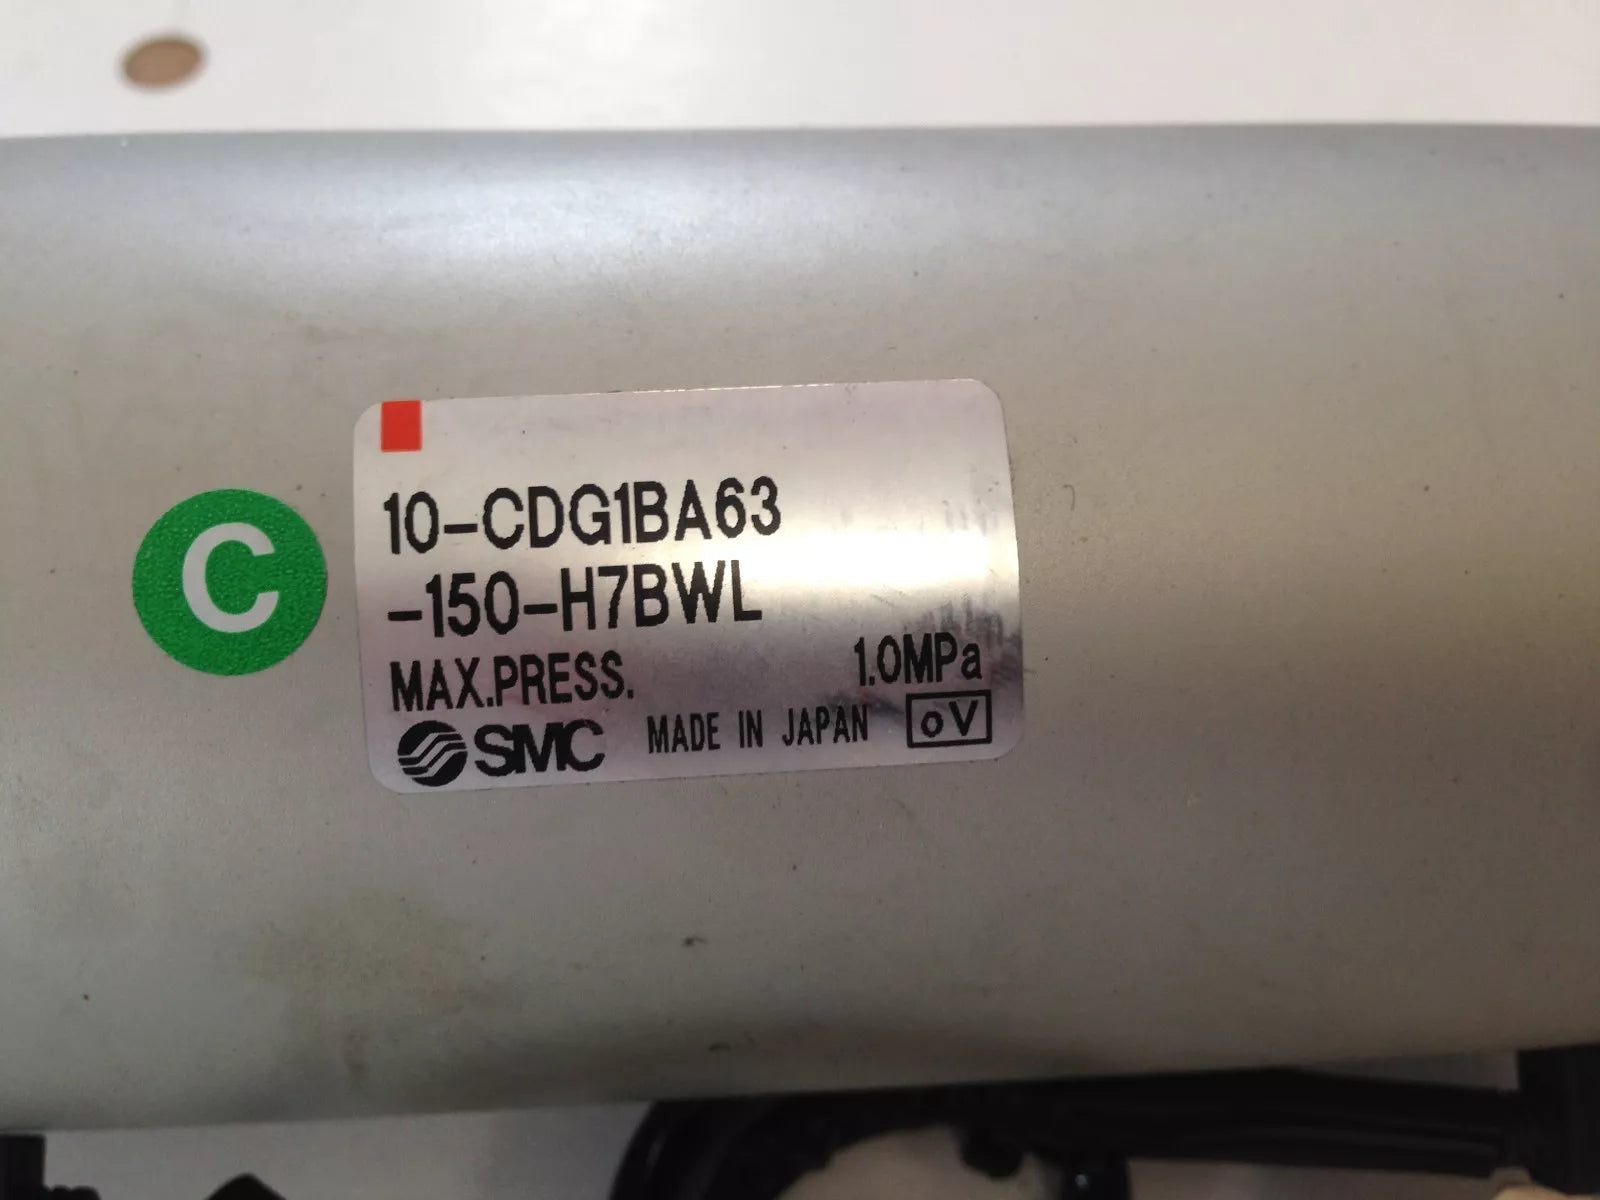 C
10-CDG1BA63
-150-H7BWL
MAX.PRESS. 1.0MPa
SMC MADE IN JAPAN oV